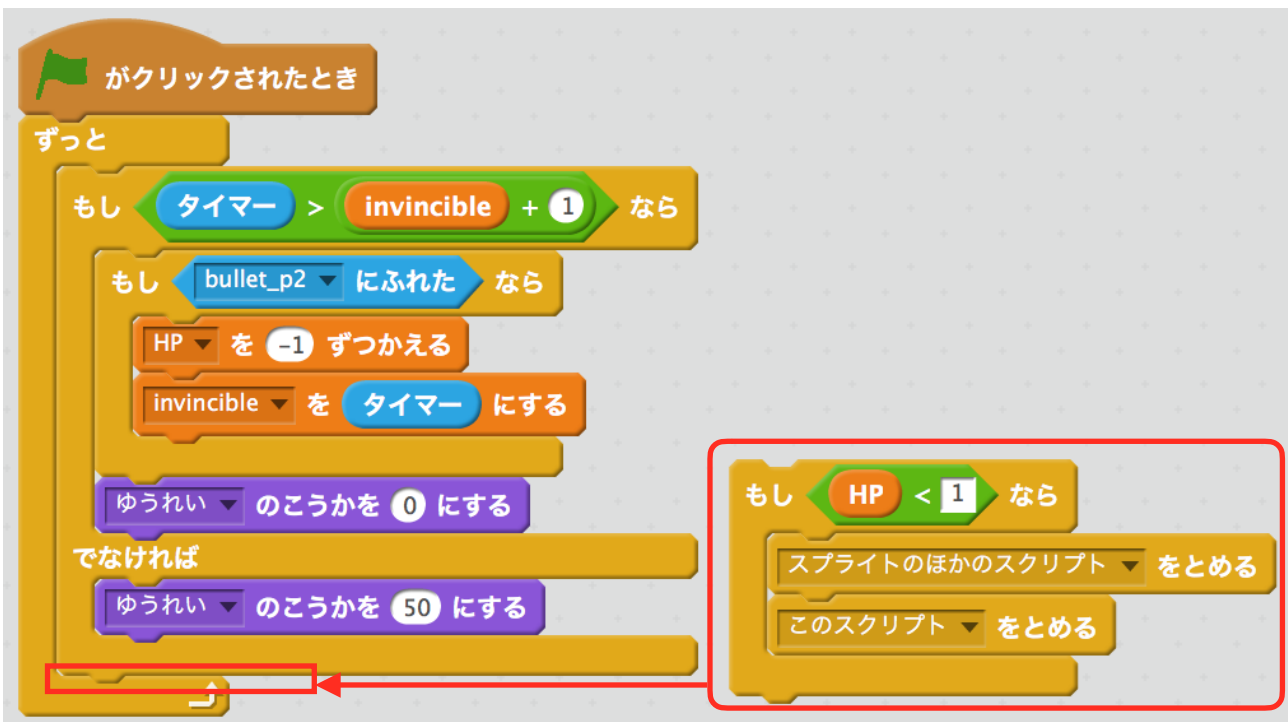 がクリックされたとき
ずっと
もし タイマー > invincible + 1 なら
もし bullet_p2 にふれた なら
HP を -1 ずつかえる
invincible を タイマー にする
ゆうれい のこうかを 0 にする
でなければ
ゆうれい のこうかを 50 にする
もし HP < 1 なら
スプライトのほかのスクリプト をとめる
このスクリプト をとめる